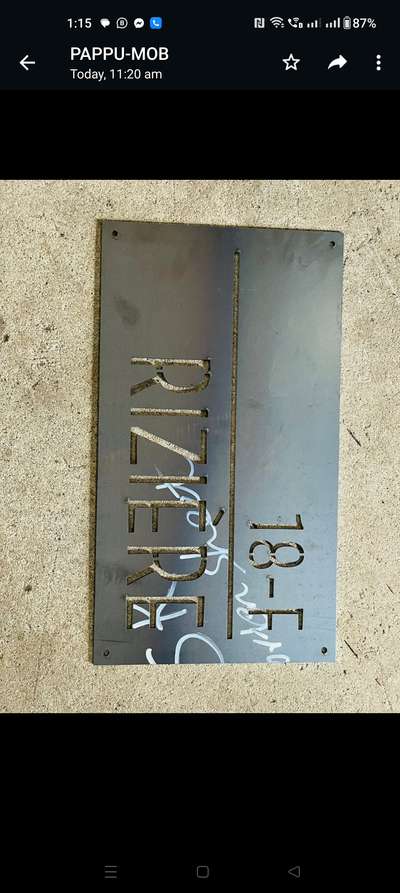 1:15 87%
PAPPU-MOB
Today, 11:20 am
18-F
RIZIÈRE